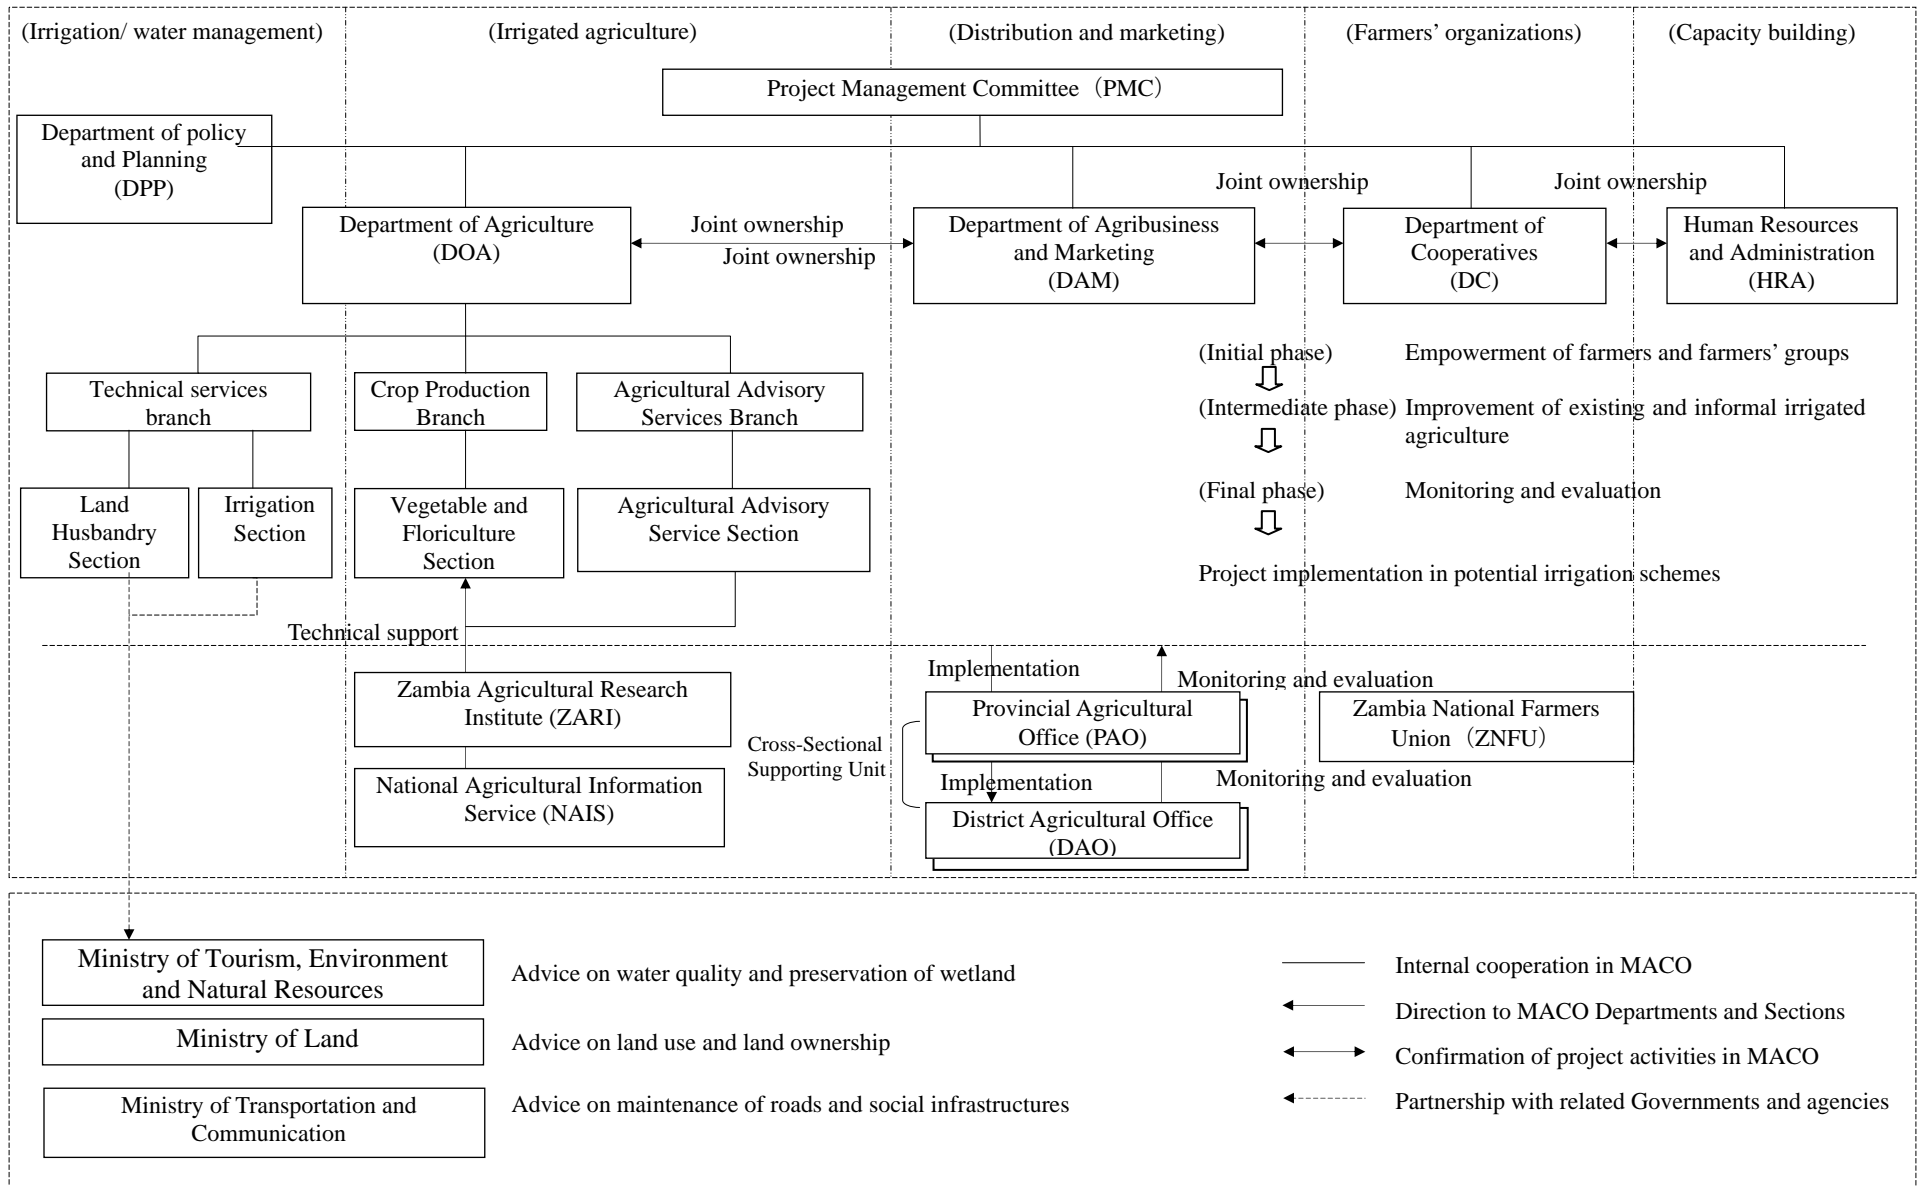 (Irrigation/ water management)
(Irrigated agriculture)
(Distribution and marketing)
(Farmers’ organizations)
(Capacity building)
Project Management Committee（PMC）
Department of policy
and Planning
(DPP)
Joint ownership
Joint ownership
Department of Agriculture
(DOA)
Joint ownership
Joint ownership
Department of Agribusiness
and Marketing
(DAM)
Department of
Cooperatives
(DC)
Human Resources
and Administration
(HRA)
(Initial phase)
Empowerment of farmers and farmers’ groups
(Intermediate phase)
Improvement of existing and informal irrigated
agriculture
(Final phase)
Monitoring and evaluation
Project implementation in potential irrigation schemes
Technical services
branch
Crop Production
Branch
Agricultural Advisory
Services Branch
Land
Husbandry
Section
Irrigation
Section
Vegetable and
Floriculture
Section
Agricultural Advisory
Service Section
Technical support
Implementation
Monitoring and evaluation
Zambia Agricultural Research
Institute (ZARI)
Provincial Agricultural
Office (PAO)
Zambia National Farmers
Union（ZNFU）
Cross-Sectional
Supporting Unit
National Agricultural Information
Service (NAIS)
Implementation
Monitoring and evaluation
District Agricultural Office
(DAO)
Ministry of Tourism, Environment
and Natural Resources
Advice on water quality and preservation of wetland
Ministry of Land
Advice on land use and land ownership
Ministry of Transportation and
Communication
Advice on maintenance of roads and social infrastructures
Internal cooperation in MACO
Direction to MACO Departments and Sections
Confirmation of project activities in MACO
Partnership with related Governments and agencies